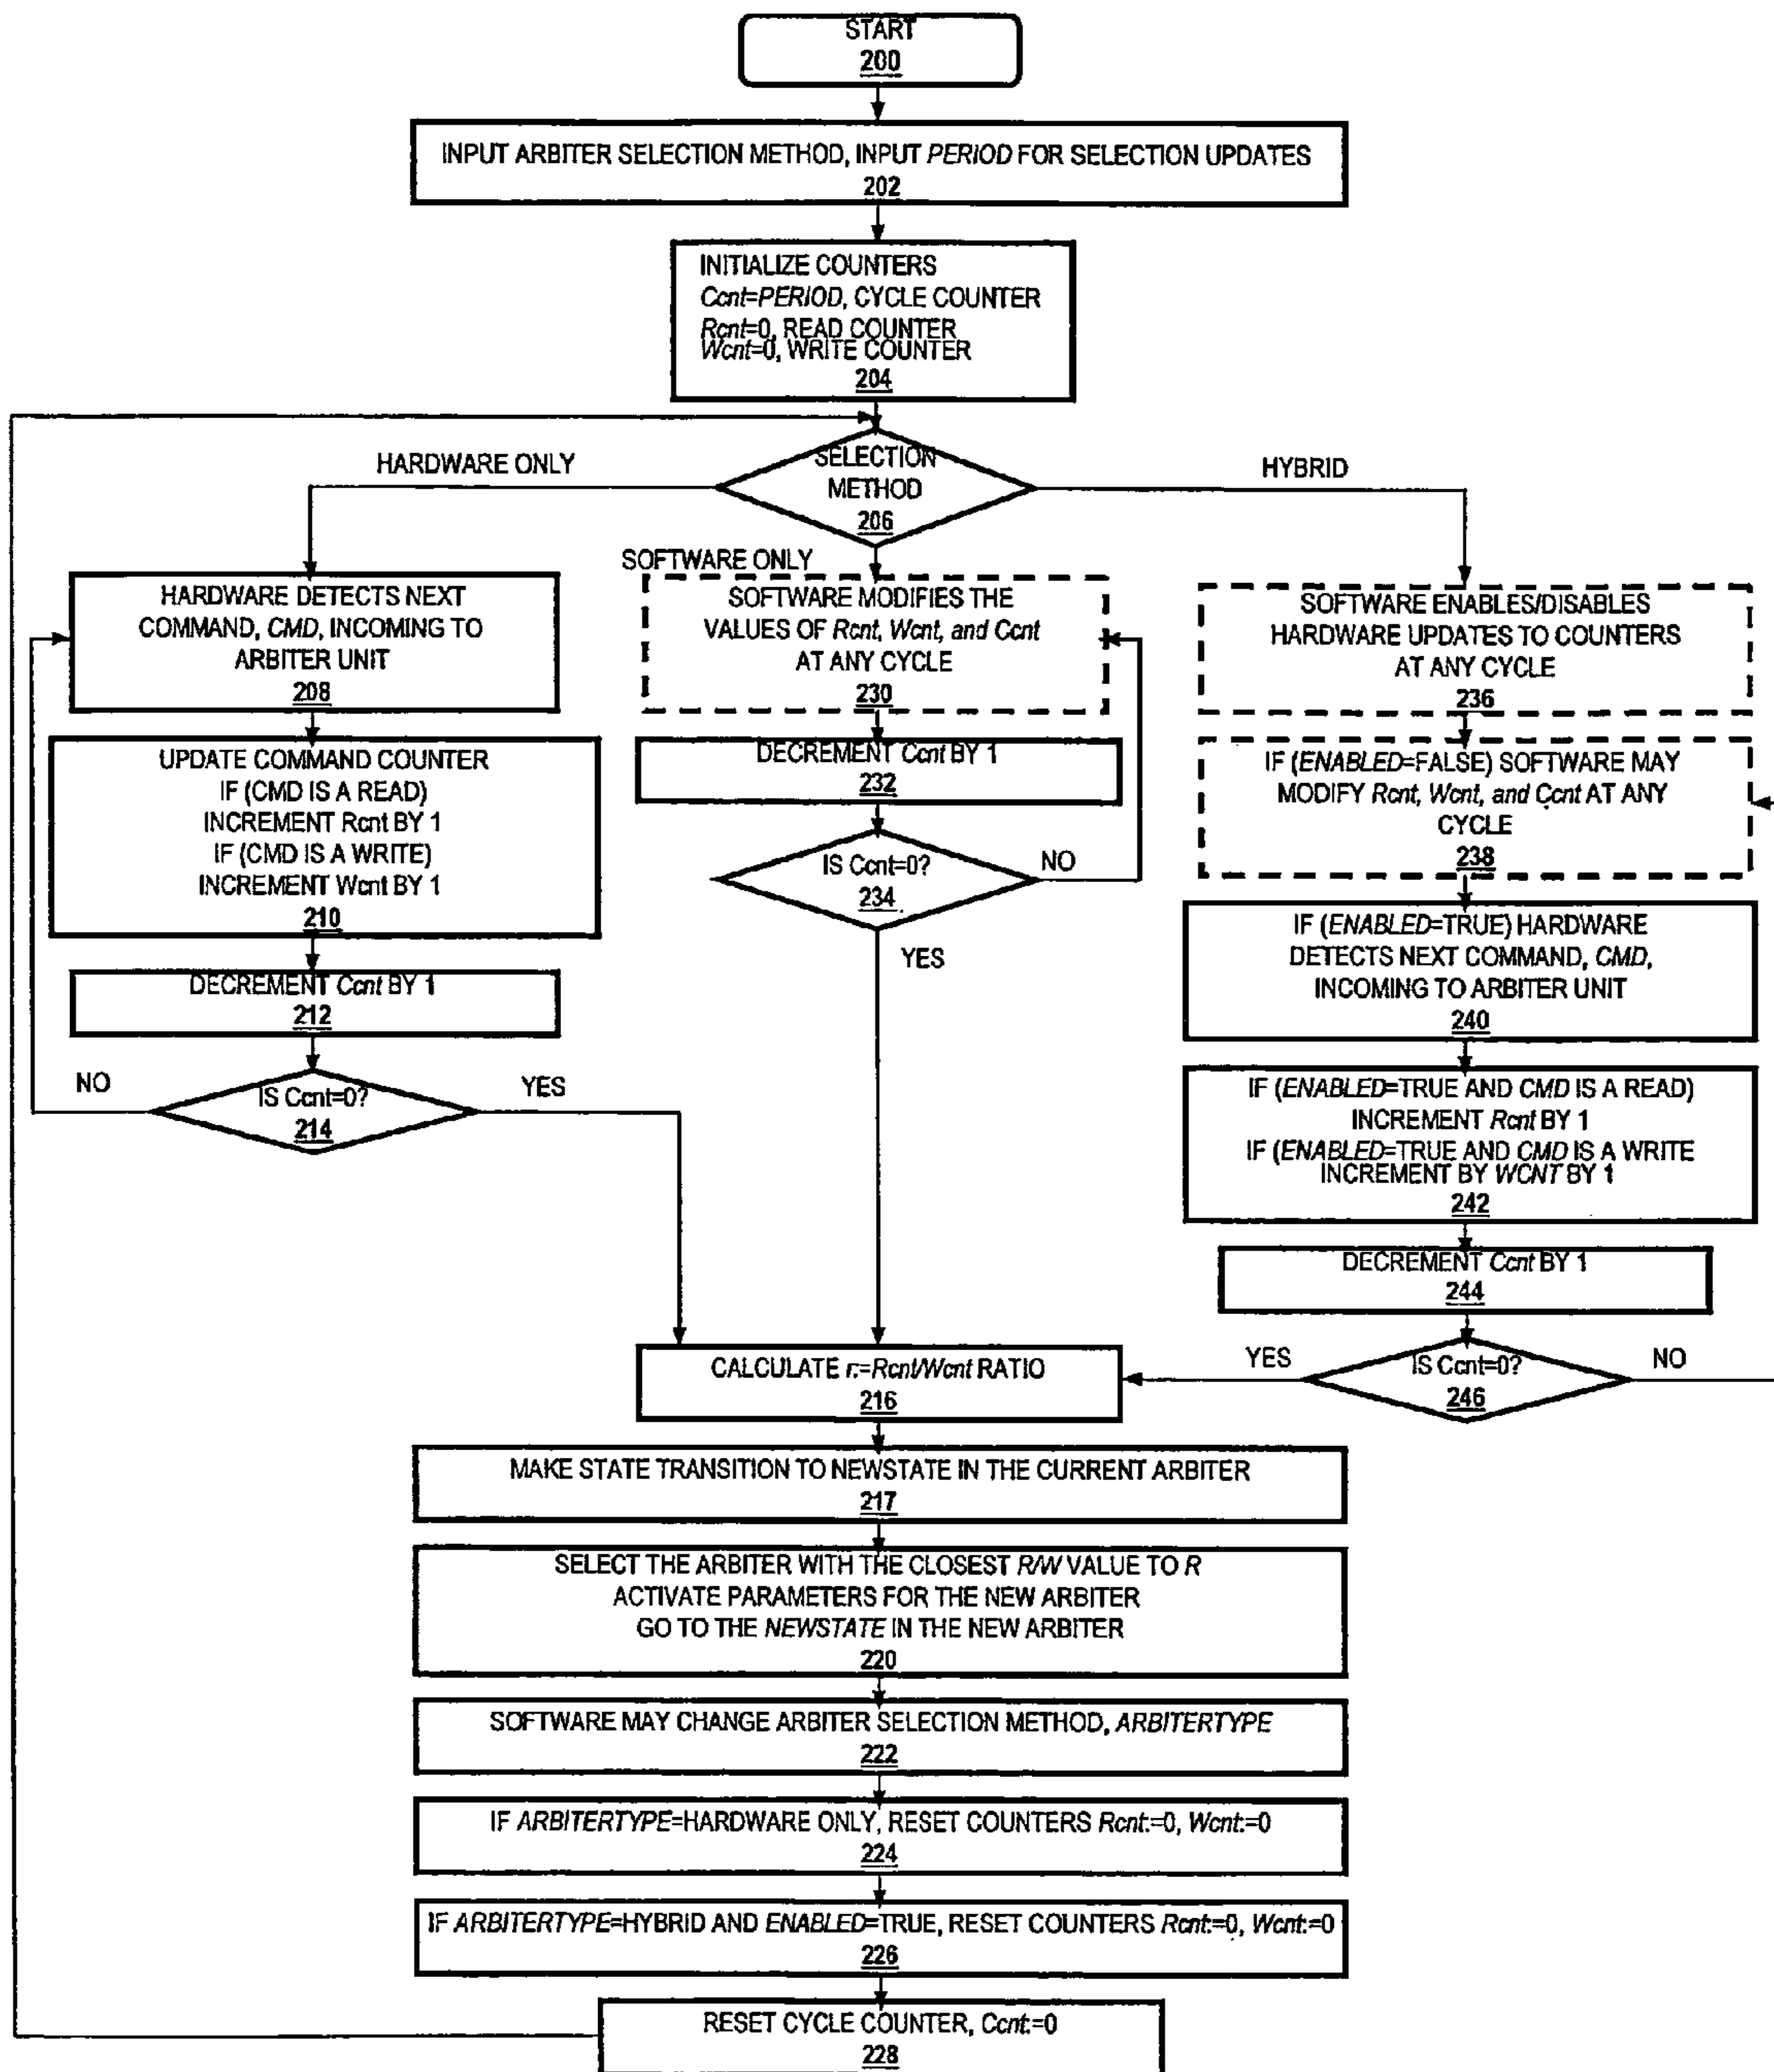 START
200
INPUT ARBITER SELECTION METHOD, INPUT PERIOD FOR SELECTION UPDATES
202
INITIALIZE COUNTERS
Ccnt=PERIOD, CYCLE COUNTER
Rcnt=0, READ COUNTER
Wcnt=0, WRITE COUNTER
204
SELECTION
METHOD
206
HARDWARE ONLY
HARDWARE DETECTS NEXT
COMMAND, CMD, INCOMING TO
ARBITER UNIT
208
UPDATE COMMAND COUNTER
IF (CMD IS A READ)
INCREMENT Rcnt BY 1
IF (CMD IS A WRITE)
INCREMENT Wcnt BY 1
210
DECREMENT Ccnt BY 1
212
IS Ccnt=0?
214
NO
YES
SOFTWARE ONLY
SOFTWARE MODIFIES THE
VALUES OF Rcnt, Wcnt, and Ccnt
AT ANY CYCLE
230
DECREMENT Ccnt BY 1
232
IS Ccnt=0?
234
NO
YES
HYBRID
SOFTWARE ENABLES/DISABLES
HARDWARE UPDATES TO COUNTERS
AT ANY CYCLE
236
IF (ENABLED=FALSE) SOFTWARE MAY
MODIFY Rcnt, Wcnt, and Ccnt AT ANY
CYCLE
238
IF (ENABLED=TRUE) HARDWARE
DETECTS NEXT COMMAND, CMD,
INCOMING TO ARBITER UNIT
240
IF (ENABLED=TRUE AND CMD IS A READ)
INCREMENT Rcnt BY 1
IF (ENABLED=TRUE AND CMD IS A WRITE
INCREMENT BY WCNT BY 1
242
DECREMENT Ccnt BY 1
244
IS Ccnt=0?
246
YES
NO
CALCULATE r:=Rcnt/Wcnt RATIO
216
MAKE STATE TRANSITION TO NEWSTATE IN THE CURRENT ARBITER
217
SELECT THE ARBITER WITH THE CLOSEST R/W VALUE TO R
ACTIVATE PARAMETERS FOR THE NEW ARBITER
GO TO THE NEWSTATE IN THE NEW ARBITER
220
SOFTWARE MAY CHANGE ARBITER SELECTION METHOD, ARBITERTYPE
222
IF ARBITERTYPE=HARDWARE ONLY, RESET COUNTERS Rcnt:=0, Wcnt:=0
224
IF ARBITERTYPE=HYBRID AND ENABLED=TRUE, RESET COUNTERS Rcnt:=0, Wcnt:=0
226
RESET CYCLE COUNTER, Ccnt:=0
228